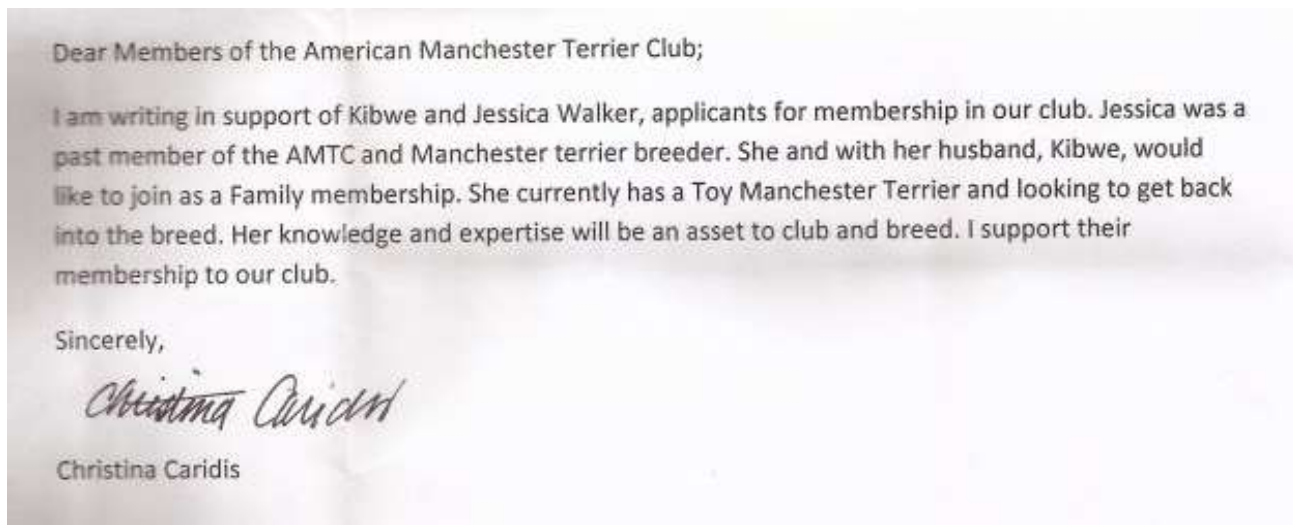 Dear Members of the American Manchester Terrier Club;
I am writing in support of Kibwe and Jessica Walker, applicants for membership in our club. Jessica was a
past member of the AMTC and Manchester terrier breeder. She and with her husband, Kibwe, would
like to join as a Family membership. She currently has a Toy Manchester Terrier and looking to get back
into the breed. Her knowledge and expertise will be an asset to club and breed. I support their
membership to our club.
Sincerely,
Christina Caridis
Christina Caridis